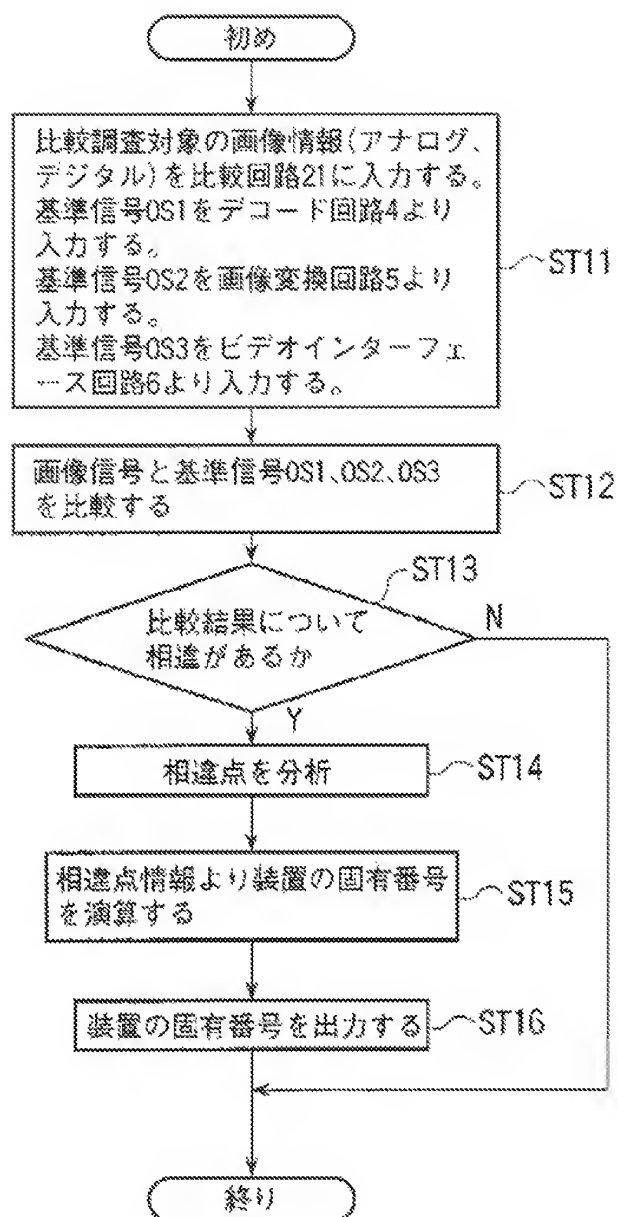 初め
比較調査対象の画像情報(アナログ、
デジタル)を比較回路21に入力する。
基準信号OS1をデコード回路4より
入力する。
基準信号OS2を画像変換回路5より
入力する。
基準信号OS3をビデオインターフェ
ース回路6より入力する。
ST11
画像信号と基準信号OS1、OS2、OS3
を比較する
ST12
ST13
比較結果について
相違があるか
N
Y
相違点を分析
ST14
相違点情報より装置の固有番号
を演算する
ST15
装置の固有番号を出力する
ST16
終り